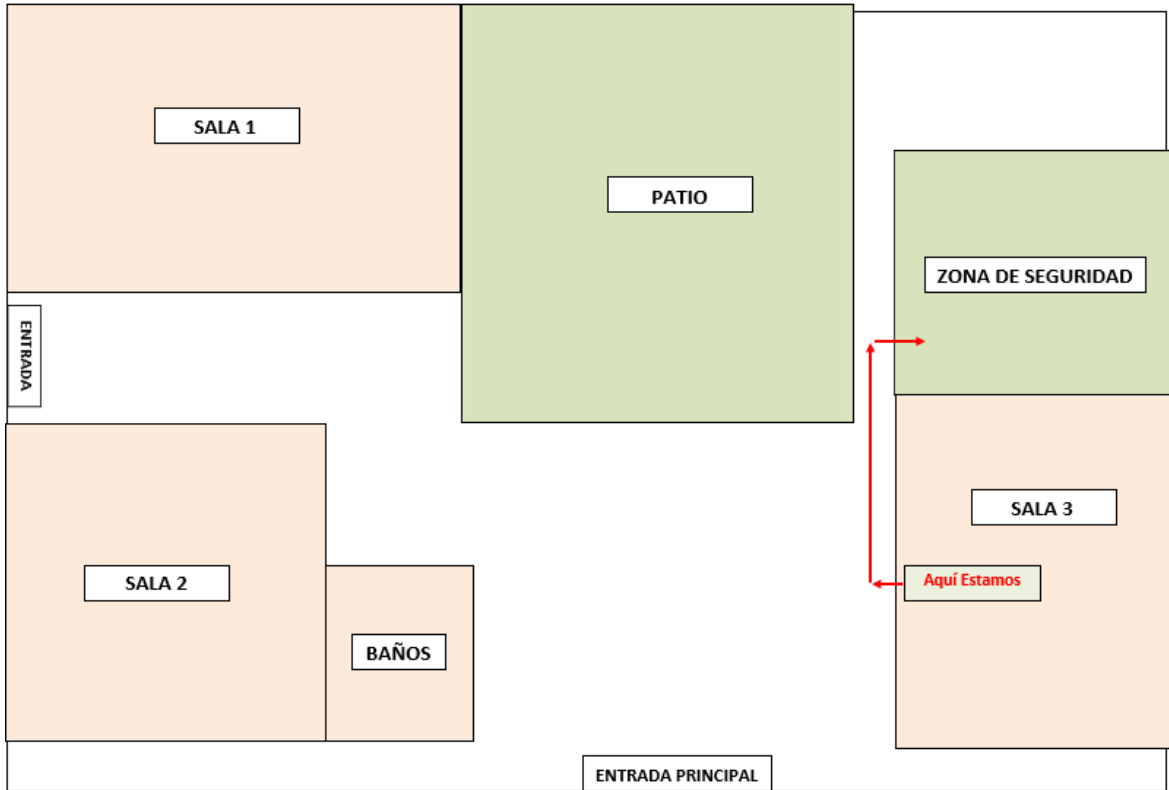 SALA 1
PATIO
ZONA DE SEGURIDAD
ENTRADA
SALA 3
SALA 2
Aquí Estamos
BAÑOS
ENTRADA PRINCIPAL